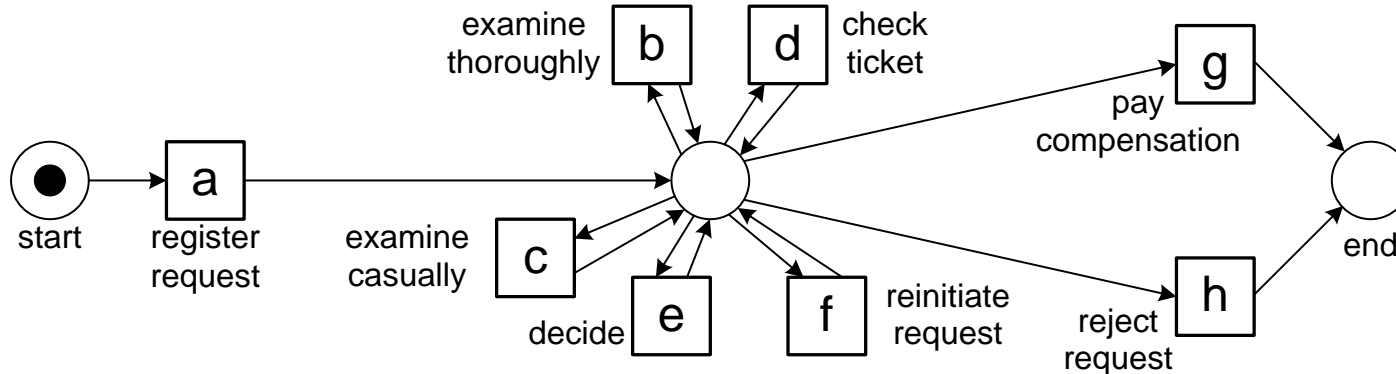 examine
thoroughly
b
d
check
ticket
g
pay
compensation
a
start
register
request
examine
casually
c
decide
e
f
reinitiate
request
h
reject
request
end